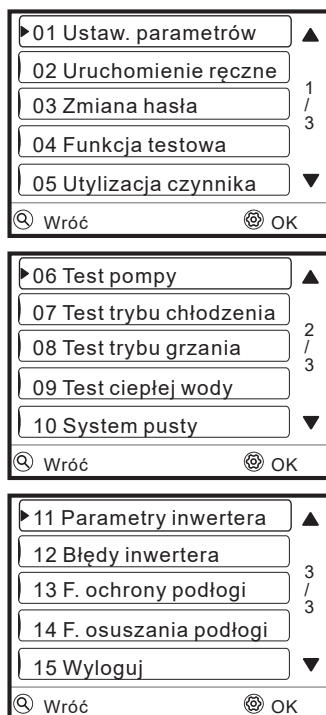 01 Ustaw. parametrów
02 Uruchomienie ręczne
03 Zmiana hasła
04 Funkcja testowa
05 Utylizacja czynnika
1
/
3
Wróć OK
06 Test pompy
07 Test trybu chłodzenia
08 Test trybu grzania
09 Test ciepłej wody
10 System pusty
2
/
3
Wróć OK
11 Parametry inwertera
12 Błędy inwertera
13 F. ochrony podłogi
14 F. osuszania podłogi
15 Wyloguj
3
/
3
Wróć OK